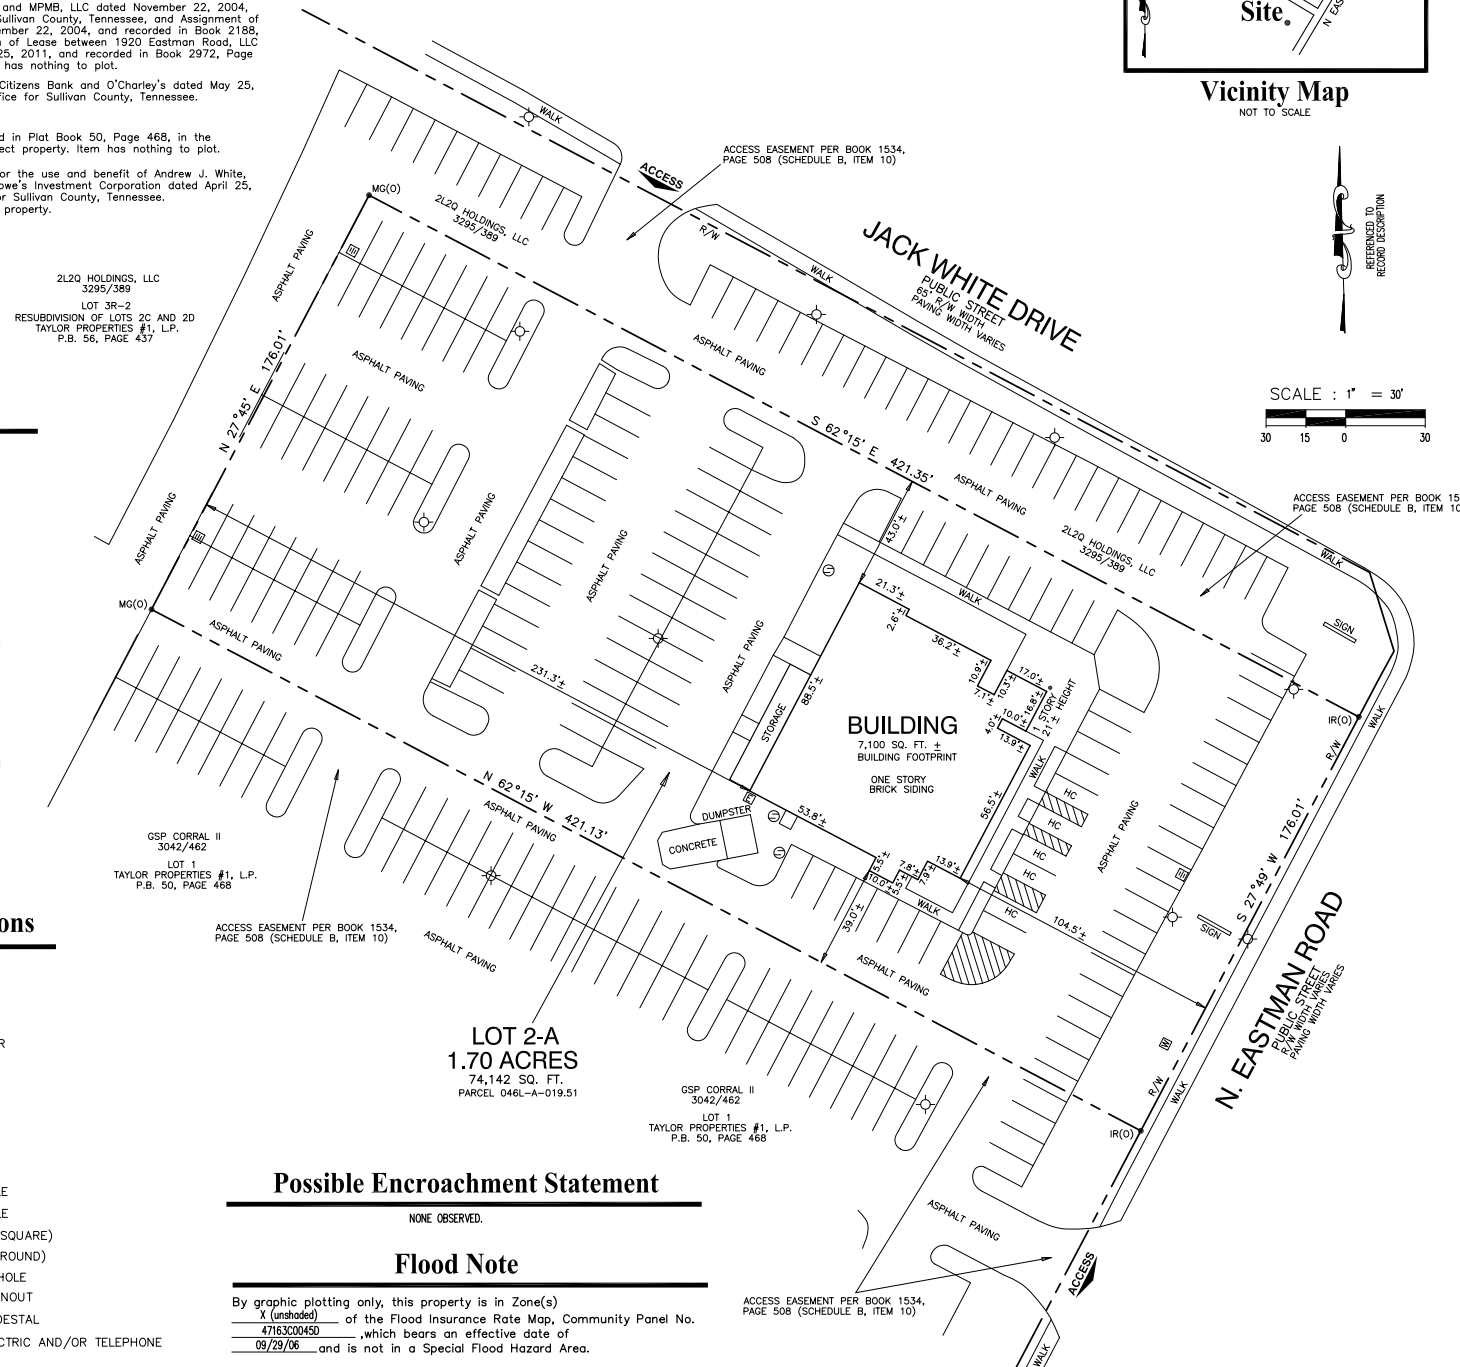 and MPMB, LLC dated November 22, 2004,
Sullivan County, Tennessee, and Assignment of
ember 22, 2004, and recorded in Book 2188,
n of Lease between 1920 Eastman Road, LLC
25, 2011, and recorded in Book 2972, Page
has nothing to plot.
Citizens Bank and O'Charley's dated May 25,
fice for Sullivan County, Tennessee.
d in Plat Book 50, Page 468, in the
ect property. Item has nothing to plot.
or the use and benefit of Andrew J. White,
owe's Investment Corporation dated April 25,
or Sullivan County, Tennessee.
property.
Site
N EAS
Vicinity Map
NOT TO SCALE
REFERENCED TO
RECORD DESCRIPTION
SCALE : 1" = 30'
30 15 0 30
WALK
ACCESS
ACCESS EASEMENT PER BOOK 1534,
PAGE 508 (SCHEDULE B, ITEM 10)
MG(O)
2L2Q HOLDINGS, LLC
3295/389
R/W
WALK
JACK WHITE DRIVE
PUBLIC STREET
65' R/W WIDTH
PAVING WIDTH VARIES
ASPHALT PAVING
2L2Q HOLDINGS, LLC
3295/389
LOT 3R-2
RESUBDIVISION OF LOTS 2C AND 2D
TAYLOR PROPERTIES #1, L.P.
P.B. 56, PAGE 437
N 27°45' E 176.01'
ASPHALT PAVING
ASPHALT PAVING
S 62°15' E 421.35'
ASPHALT PAVING
ACCESS EASEMENT PER BOOK 15
PAGE 508 (SCHEDULE B, ITEM 10
2L2Q HOLDINGS, LLC
3295/389
WALK
SIGN
ASPHALT PAVING
ASPHALT PAVING
ASPHALT PAVING
43.0'±
MG(O)
ASPHALT PAVING
231.3'±
ASPHALT PAVING
21.3'±
2.6'±
36.2'±
10.9'±
7.1'±
10.3'±
17.0'±
16.8'±
10.0'±
4.0'±
13.9'±
WALK
1 STORY
21'± HEIGHT
88.5'±
STORAGE
BUILDING
7,100 SQ. FT. ±
BUILDING FOOTPRINT
ONE STORY
BRICK SIDING
WALK
56.5'±
HC
HC
HC
HC
HC
ASPHALT PAVING
IR(O)
WALK
R/W
S 27°49' W 176.01'
N 62°15' W 421.13'
ASPHALT PAVING
DUMPSTER
CONCRETE
53.8'±
5.5'±
10.0'±
5.5'±
7.8'±
7.9'±
13.9'±
WALK
39.0'±
104.5'±
SIGN
ASPHALT PAVING
N. EASTMAN ROAD
PUBLIC STREET
R/W WIDTH VARIES
PAVING WIDTH VARIES
GSP CORRAL II
3042/462
LOT 1
TAYLOR PROPERTIES #1, L.P.
P.B. 50, PAGE 468
ACCESS EASEMENT PER BOOK 1534,
PAGE 508 (SCHEDULE B, ITEM 10)
ASPHALT PAVING
LOT 2-A
1.70 ACRES
74,142 SQ. FT.
PARCEL 046L-A-019.51
GSP CORRAL II
3042/462
LOT 1
TAYLOR PROPERTIES #1, L.P.
P.B. 50, PAGE 468
R/W
WALK
IR(O)
ASPHALT PAVING
ACCESS
ACCESS EASEMENT PER BOOK 1534,
PAGE 508 (SCHEDULE B, ITEM 10)
WALK
ons
R
LE
LE
SQUARE)
ROUND)
HOLE
NOUT
DESTAL
CTRIC AND/OR TELEPHONE
Possible Encroachment Statement
NONE OBSERVED.
Flood Note
By graphic plotting only, this property is in Zone(s)
X (unshaded) of the Flood Insurance Rate Map, Community Panel No.
47163C0045D ,which bears an effective date of
09/29/06 and is not in a Special Flood Hazard Area.